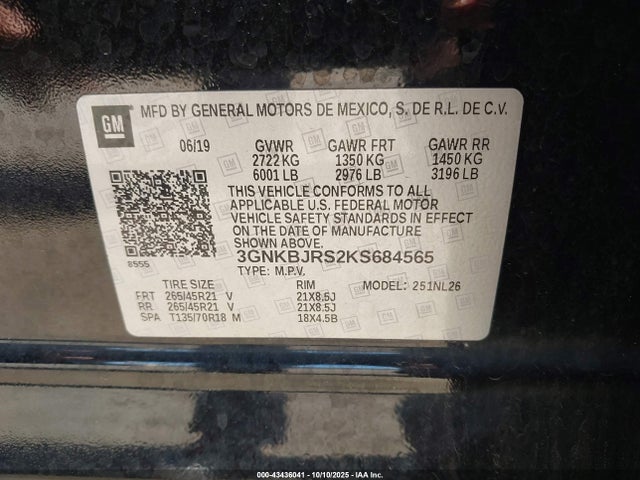 GM MFD BY GENERAL MOTORS DE MEXICO, S. DE R.L. DE C.V.
06/19 GVWR GAWR FRT GAWR RR
2722 KG 1350 KG 1450 KG
6001 LB 2976 LB 3196 LB
THIS VEHICLE CONFORMS TO ALL
APPLICABLE U.S. FEDERAL MOTOR
VEHICLE SAFETY STANDARDS IN EFFECT
ON THE DATE OF MANUFACTURE
SHOWN ABOVE.
8555 3GNKBJRS2KS684565
TYPE: M.P.V.
TIRE SIZE RIM MODEL: 251NL26
FRT 265/45R21 V 21X8.5J
RR 265/45R21 V 21X8.5J
SPA T135/70R18 M 18X4.5B
000-43436041 - 10/10/2025 - IAA Inc.